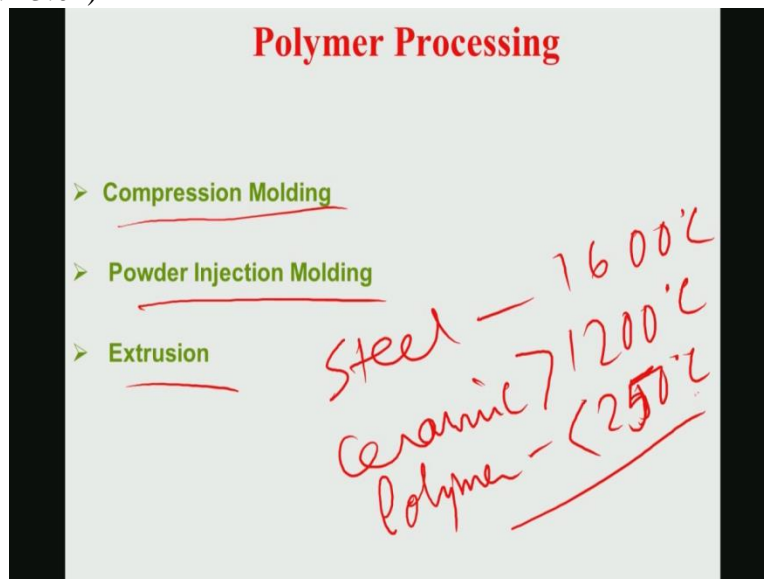 Polymer Processing
➢ Compression Molding
➢ Powder Injection Molding
➢ Extrusion
Steel — 1600°C
Ceramic > 1200°C
Polymer - < 250°C